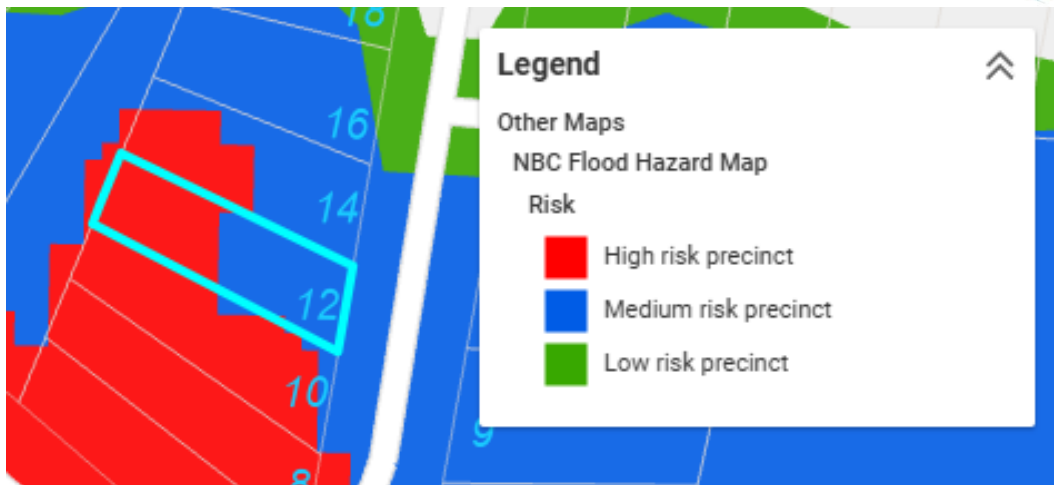 18
Legend
Other Maps
16
NBC Flood Hazard Map
Risk
14
High risk precinct
12
Medium risk precinct
Low risk precinct
10
9
8